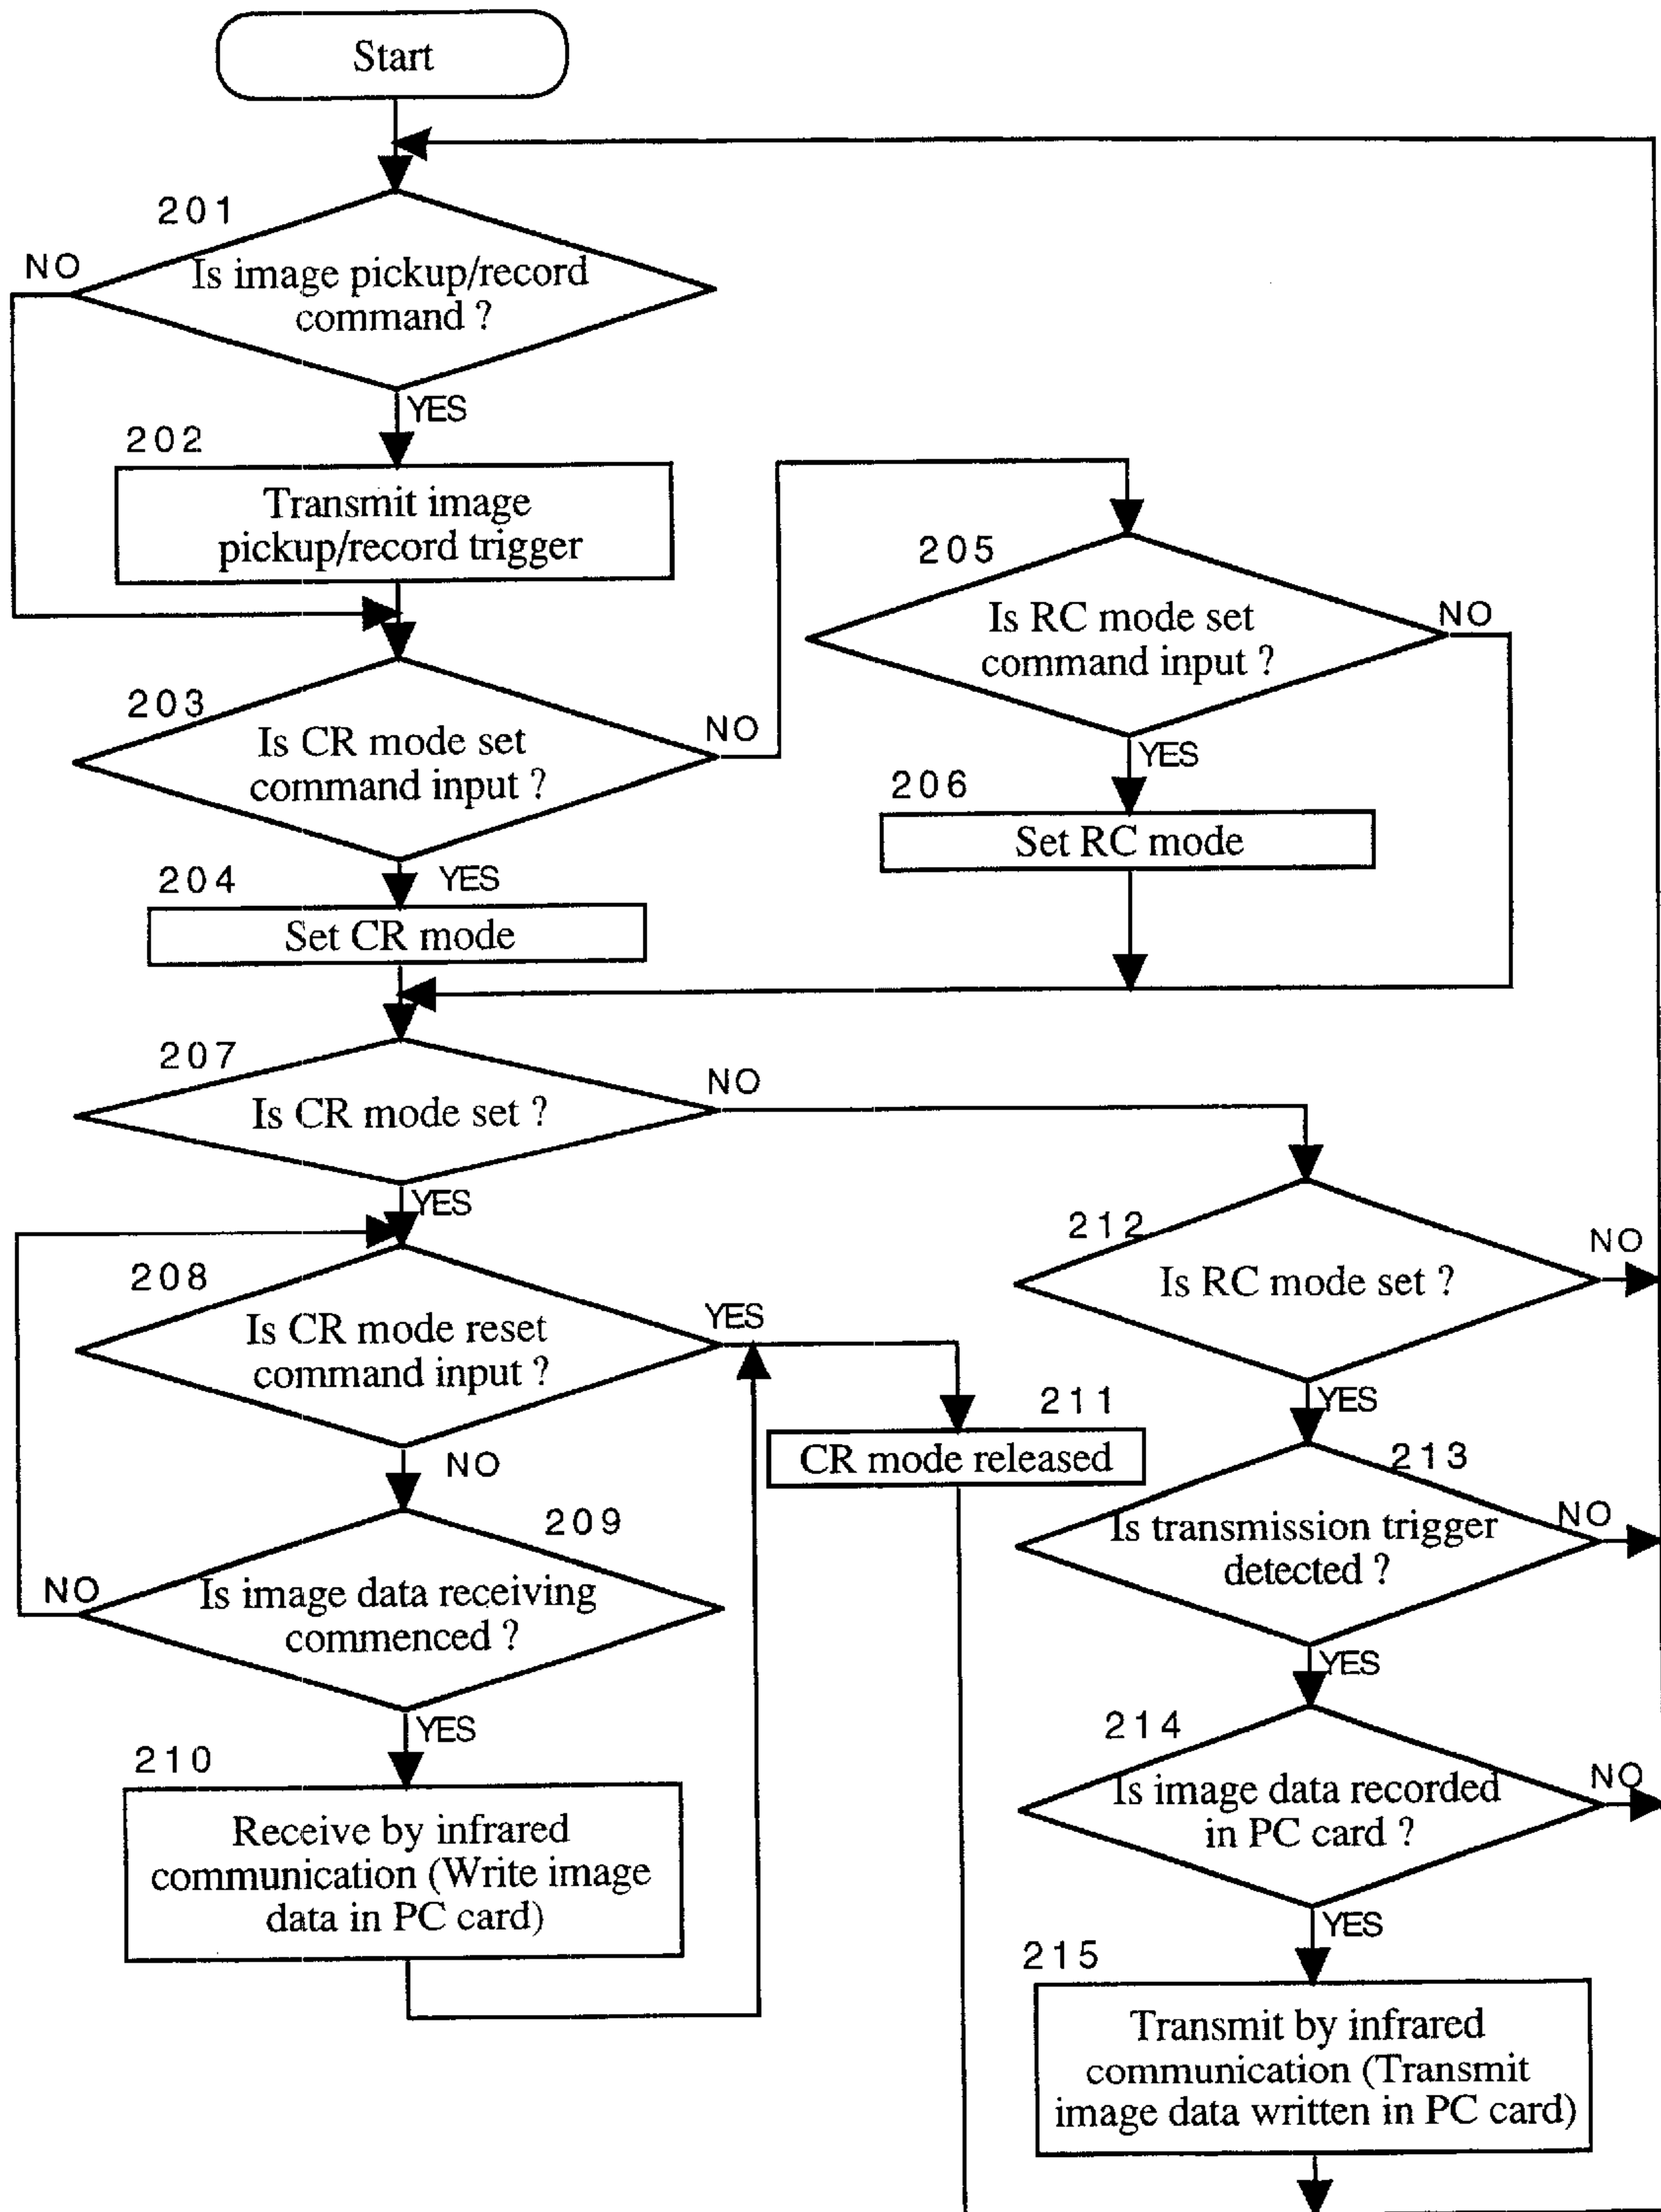 Start
201
NO
Is image pickup/record
command ?
YES
202
Transmit image
pickup/record trigger
203
Is CR mode set
command input ?
NO
YES
204
Set CR mode
205
Is RC mode set
command input ?
NO
YES
206
Set RC mode
207
Is CR mode set ?
NO
YES
208
Is CR mode reset
command input ?
YES
NO
209
Is image data receiving
commenced ?
NO
YES
210
Receive by infrared
communication (Write image
data in PC card)
211
CR mode released
212
Is RC mode set ?
NO
YES
213
Is transmission trigger
detected ?
NO
YES
214
Is image data recorded
in PC card ?
NO
YES
215
Transmit by infrared
communication (Transmit
image data written in PC card)